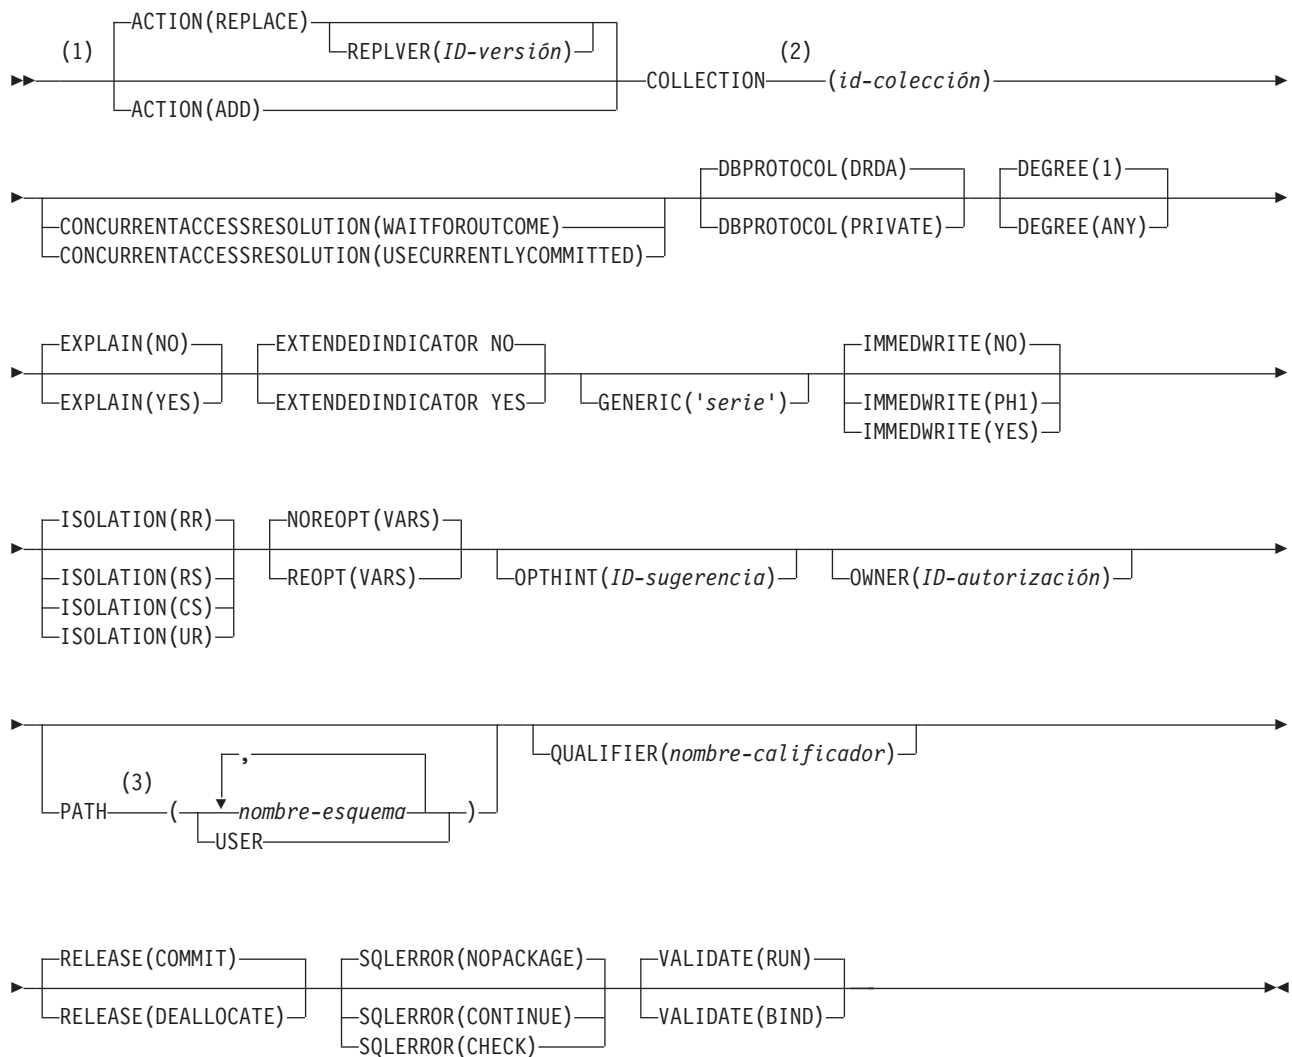 ACTION(REPLACE)
(1) REPLVER(ID-versión) (2)
COLLECTION (id-colección)
ACTION(ADD)
DBPROTOCOL(DRDA) DEGREE(1)
CONCURRENTACCESSRESOLUTION(WAITFOROUTCOME) DBPROTOCOL(PRIVATE) DEGREE(ANY)
CONCURRENTACCESSRESOLUTION(USECURRENTLYCOMMITTED)
EXPLAIN(NO) EXTENDEDINDICATOR NO IMMEDWRITE(NO)
EXPLAIN(YES) EXTENDEDINDICATOR YES GENERIC('serie') IMMEDWRITE(PH1)
IMMEDWRITE(YES)
ISOLATION(RR) NOREOPT(VARS)
ISOLATION(RS) REOPT(VARS) OPTHINT(ID-sugerencia) OWNER(ID-autorización)
ISOLATION(CS)
ISOLATION(UR)
, QUALIFIER(nombre-calificador)
(3)
PATH ( nombre-esquema )
USER
RELEASE(COMMIT) SQLERROR(NOPACKAGE) VALIDATE(RUN)
RELEASE(DEALLOCATE) SQLERROR(CONTINUE) VALIDATE(BIND)
SQLERROR(CHECK)